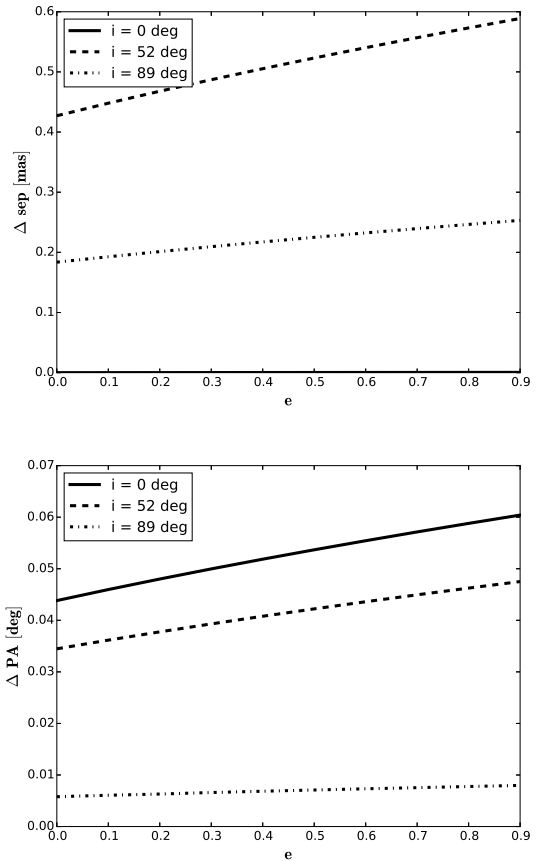 0.6
0.5
0.4
0.3
0.2
0.1
0.0
Δ sep [mas]
i = 0 deg
i = 52 deg
i = 89 deg
0.0 0.1 0.2 0.3 0.4 0.5 0.6 0.7 0.8 0.9
e
0.07
0.06
0.05
0.04
0.03
0.02
0.01
0.00
Δ PA [deg]
i = 0 deg
i = 52 deg
i = 89 deg
0.0 0.1 0.2 0.3 0.4 0.5 0.6 0.7 0.8 0.9
e